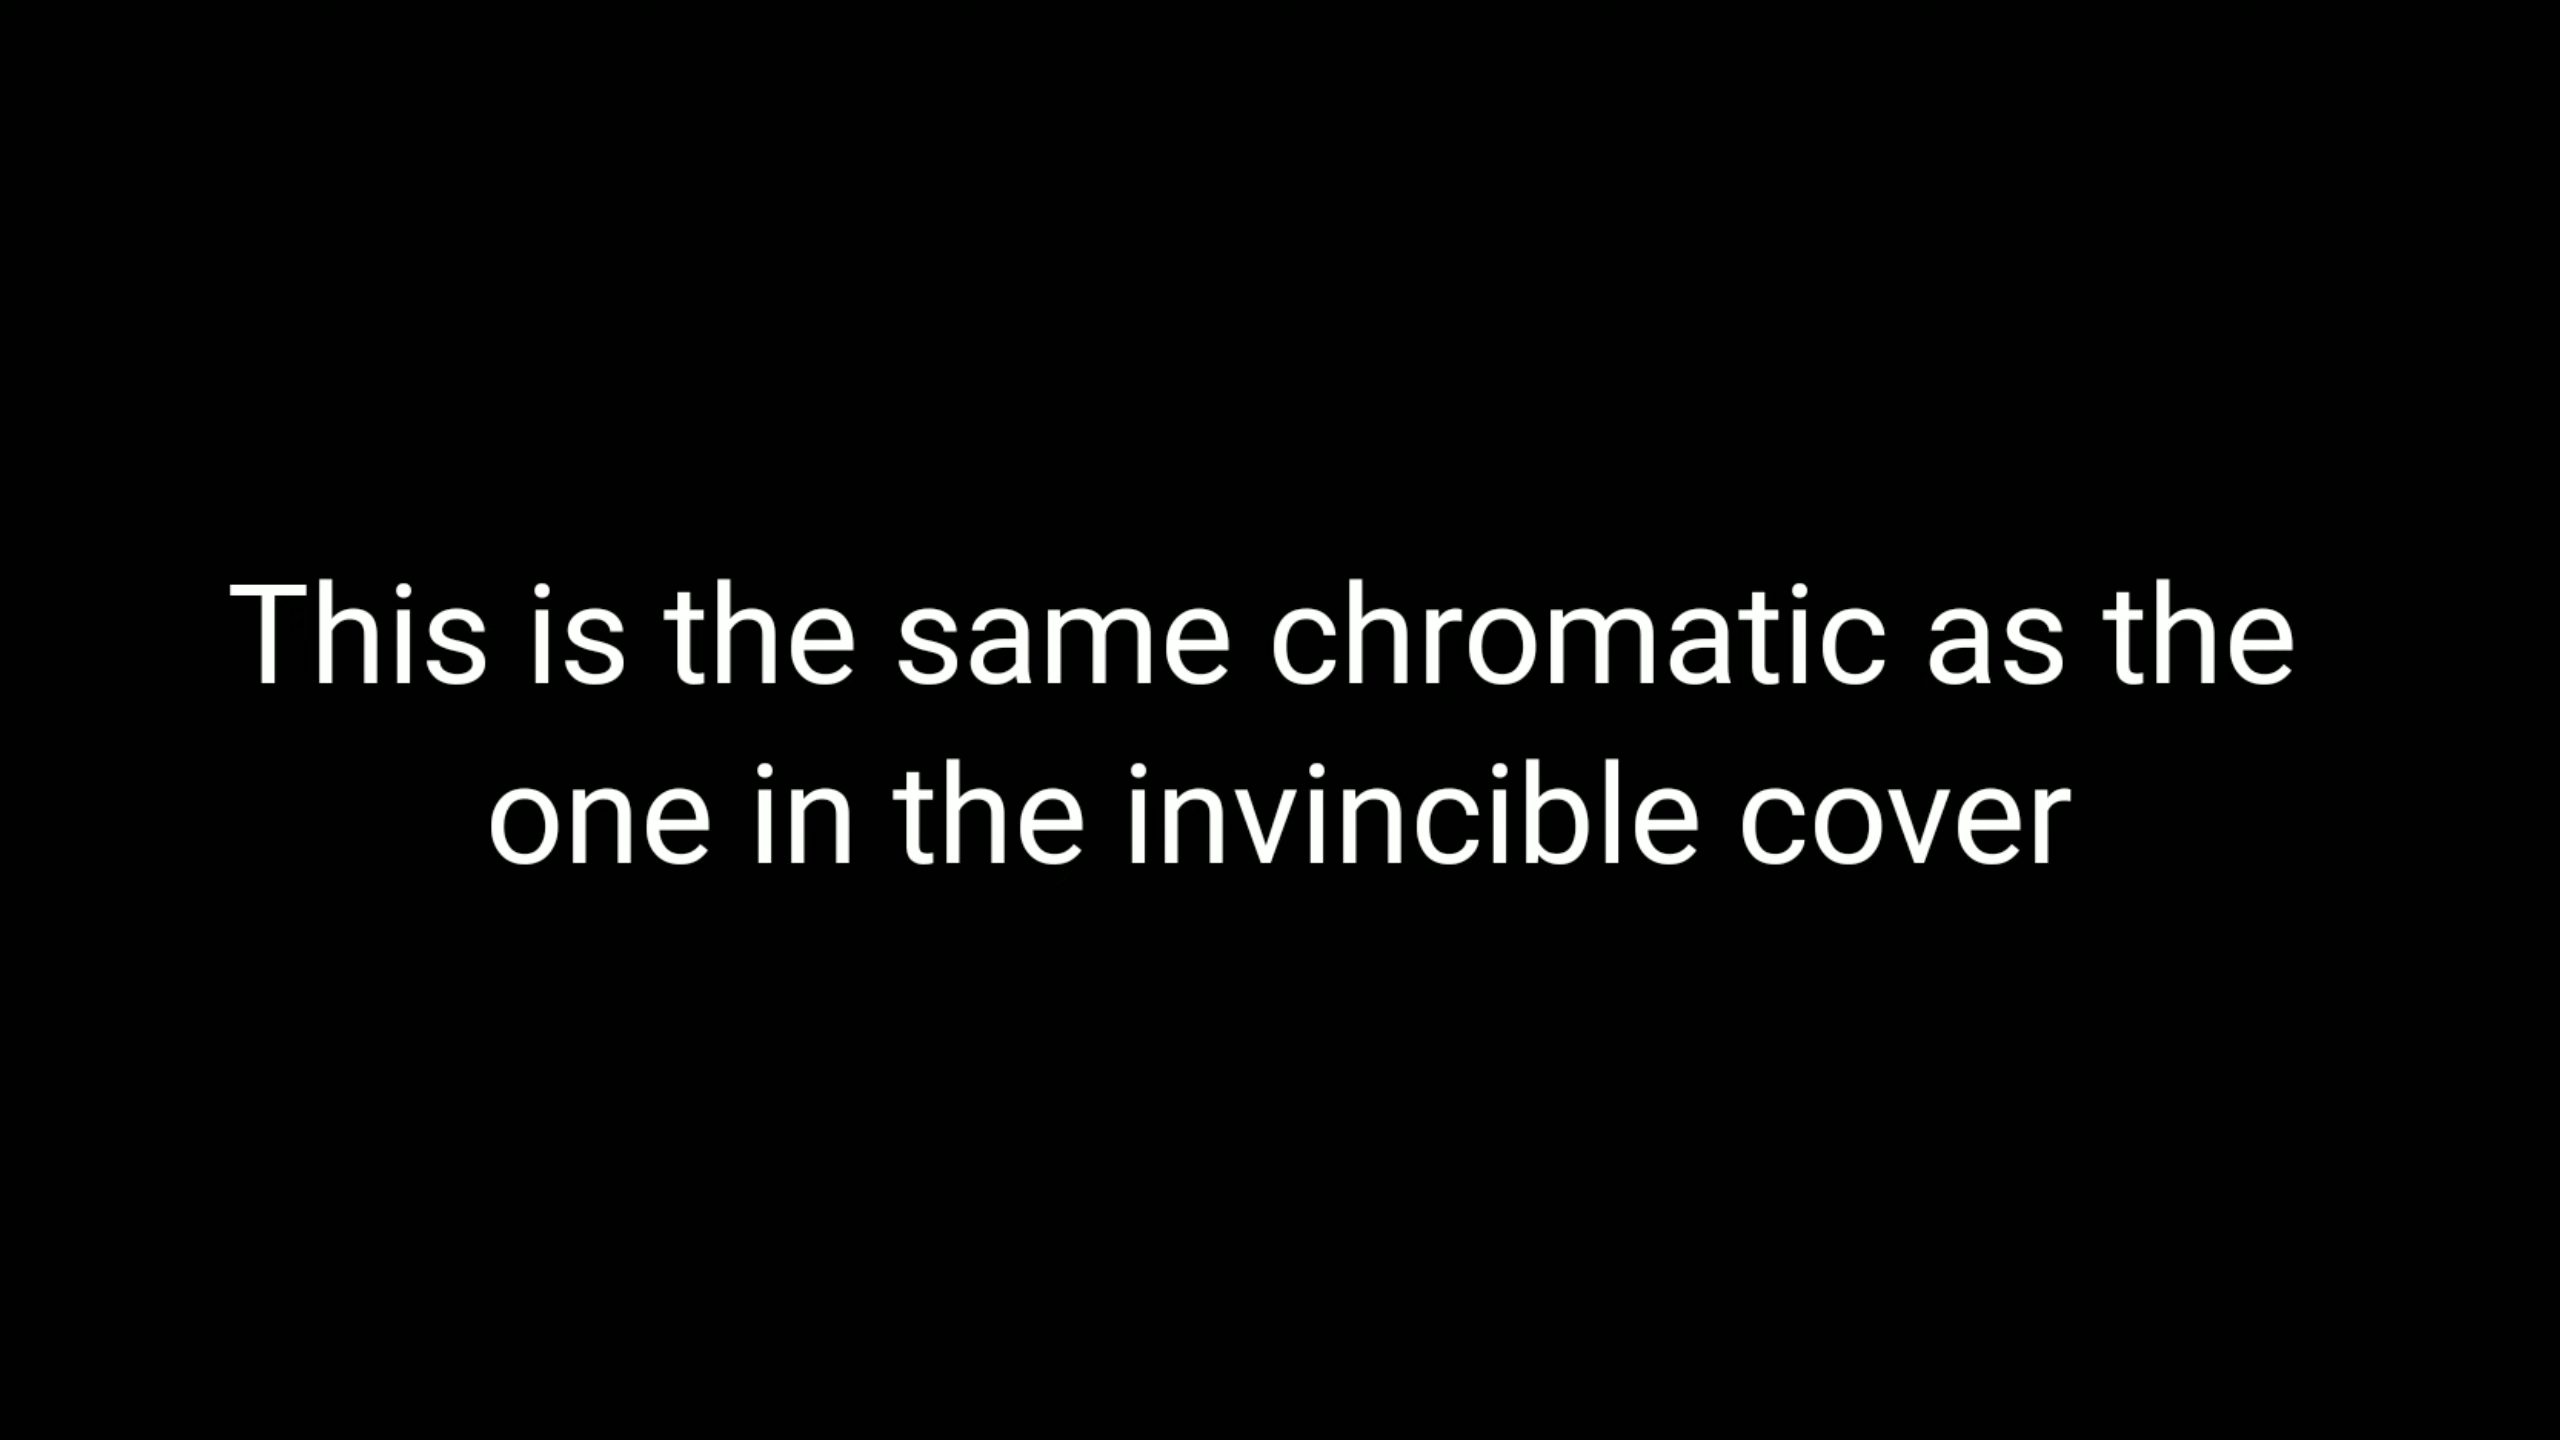 This is the same chromatic as the
one in the invincible cover